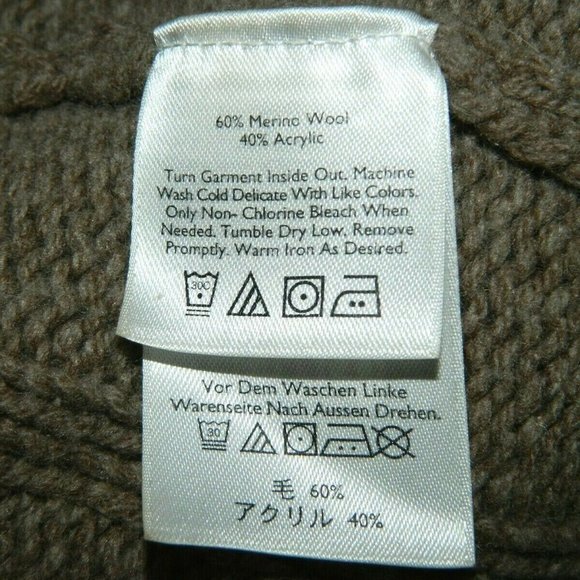 60% Merino Wool
40% Acrylic
Turn Garment Inside Out. Machine
Wash Cold Delicate With Like Colors.
Only Non- Chlorine Bleach When
Needed. Tumble Dry Low. Remove
Promptly. Warm Iron As Desired.
30C
Vor Dem Waschen Linke
Warenseite Nach Aussen Drehen.
30
毛 60%
アクリル 40%